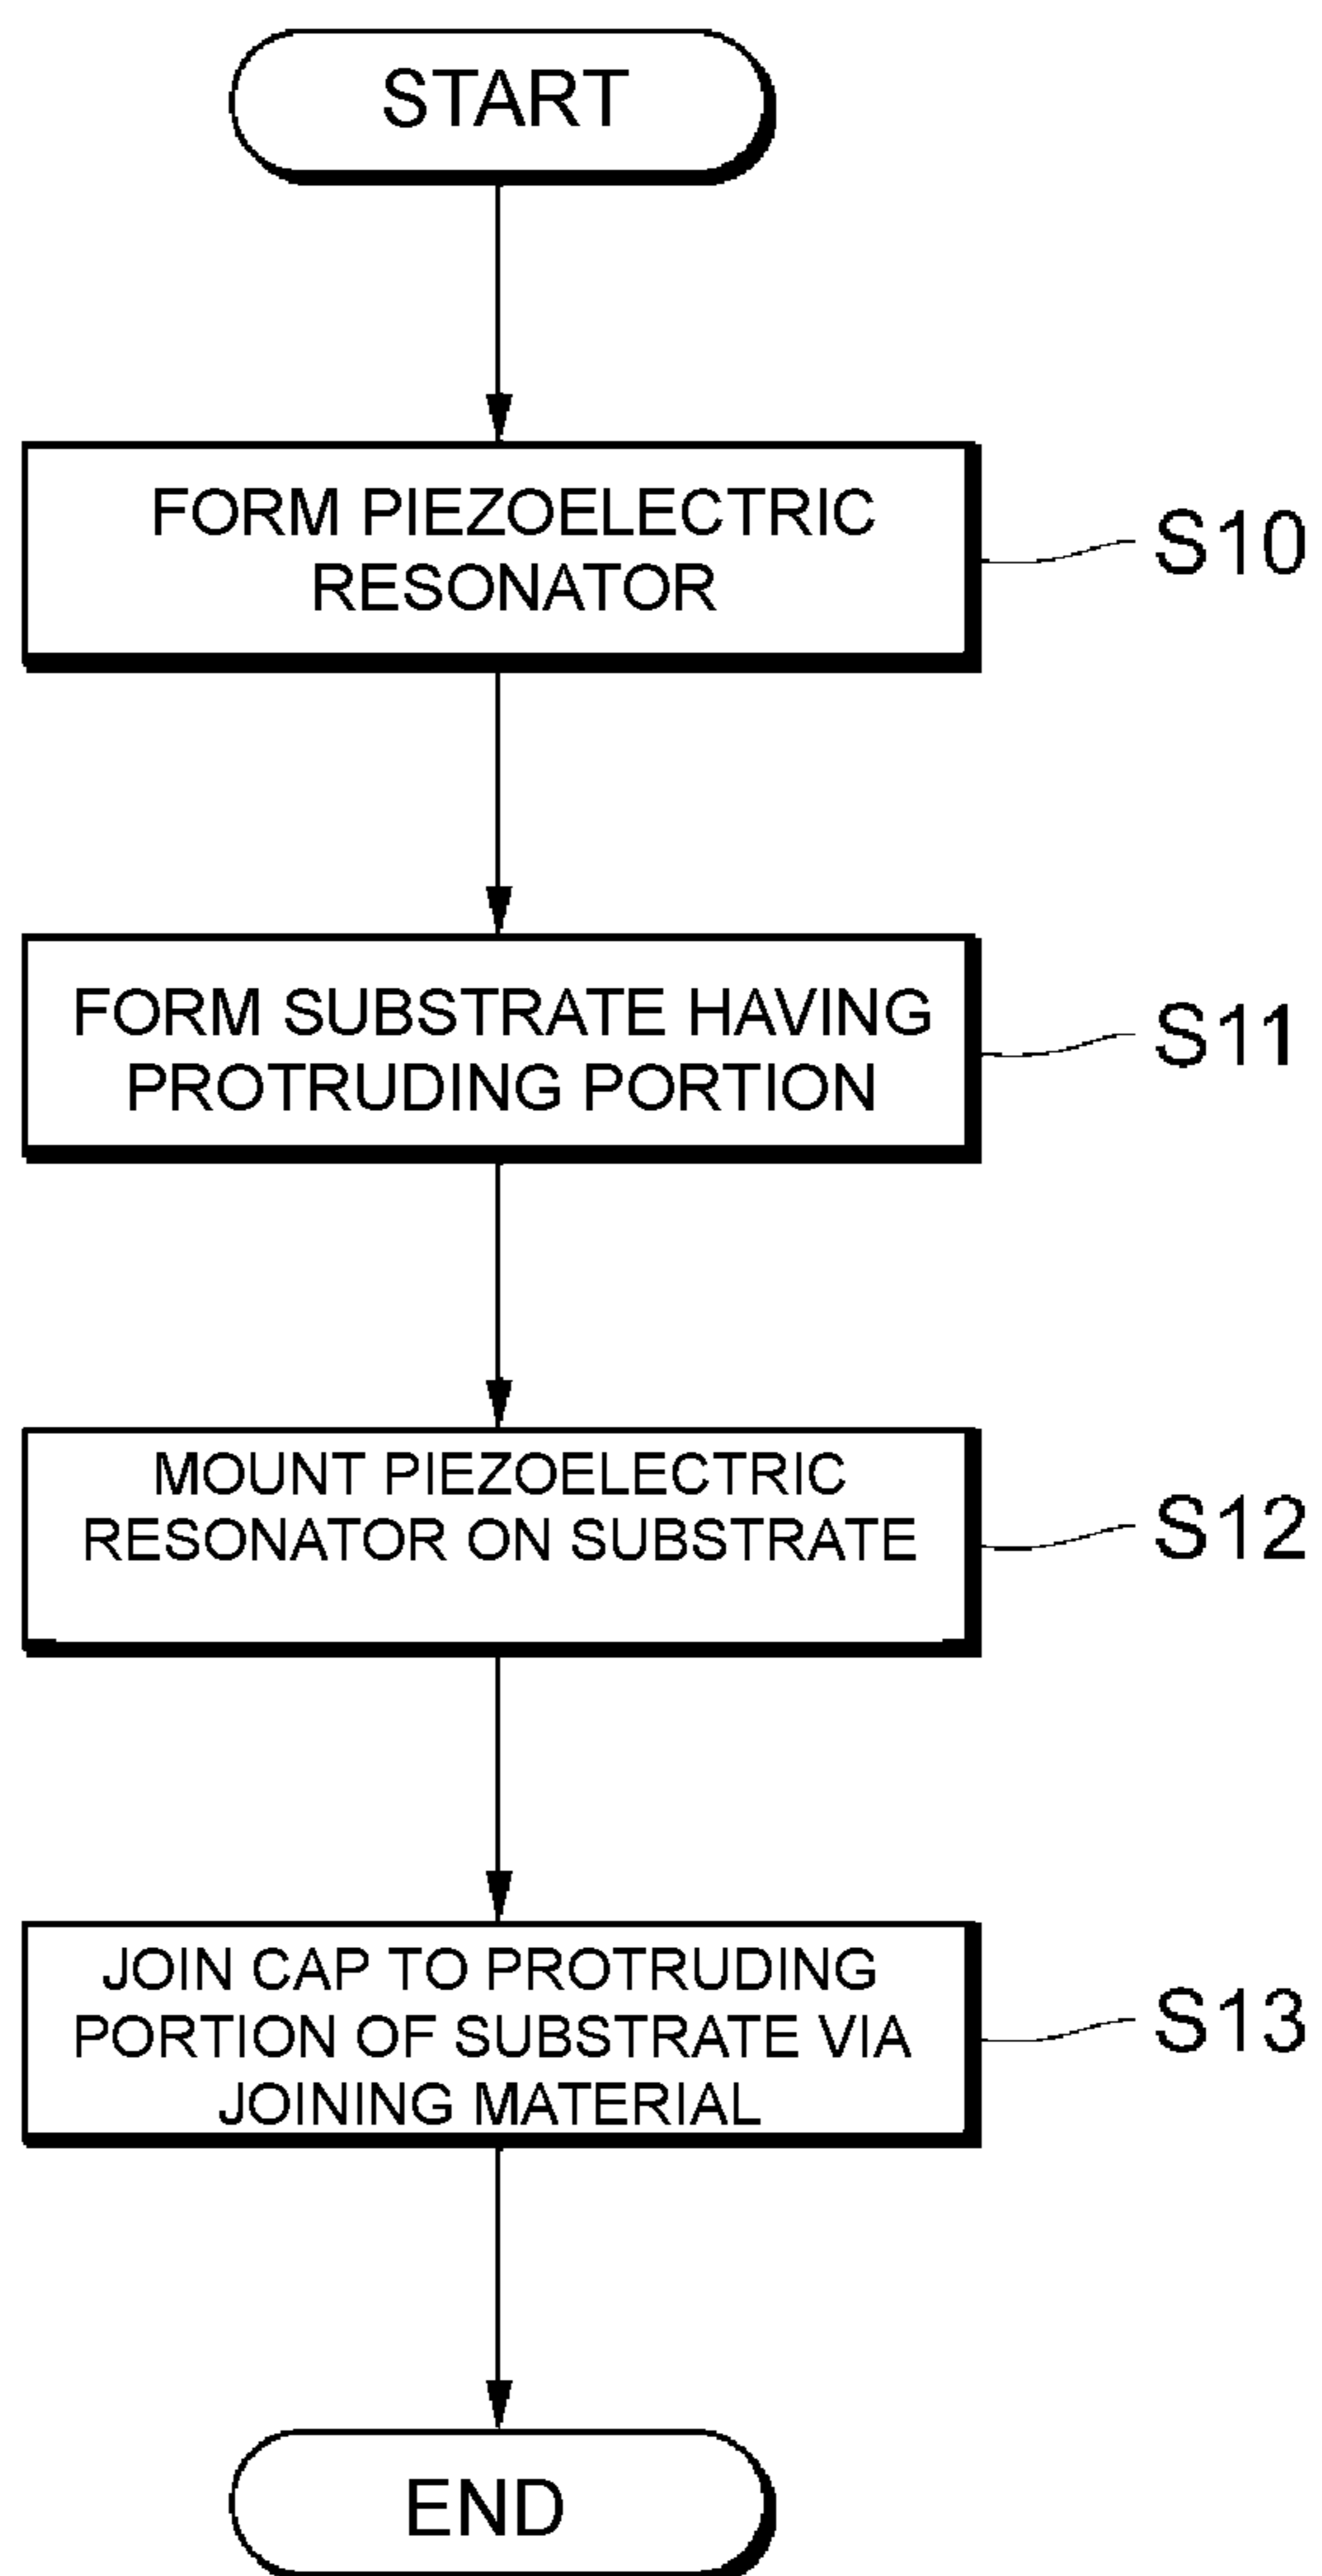 START
FORM PIEZOELECTRIC
RESONATOR
S10
FORM SUBSTRATE HAVING
PROTRUDING PORTION
S11
MOUNT PIEZOELECTRIC
RESONATOR ON SUBSTRATE
S12
JOIN CAP TO PROTRUDING
PORTION OF SUBSTRATE VIA
JOINING MATERIAL
S13
END